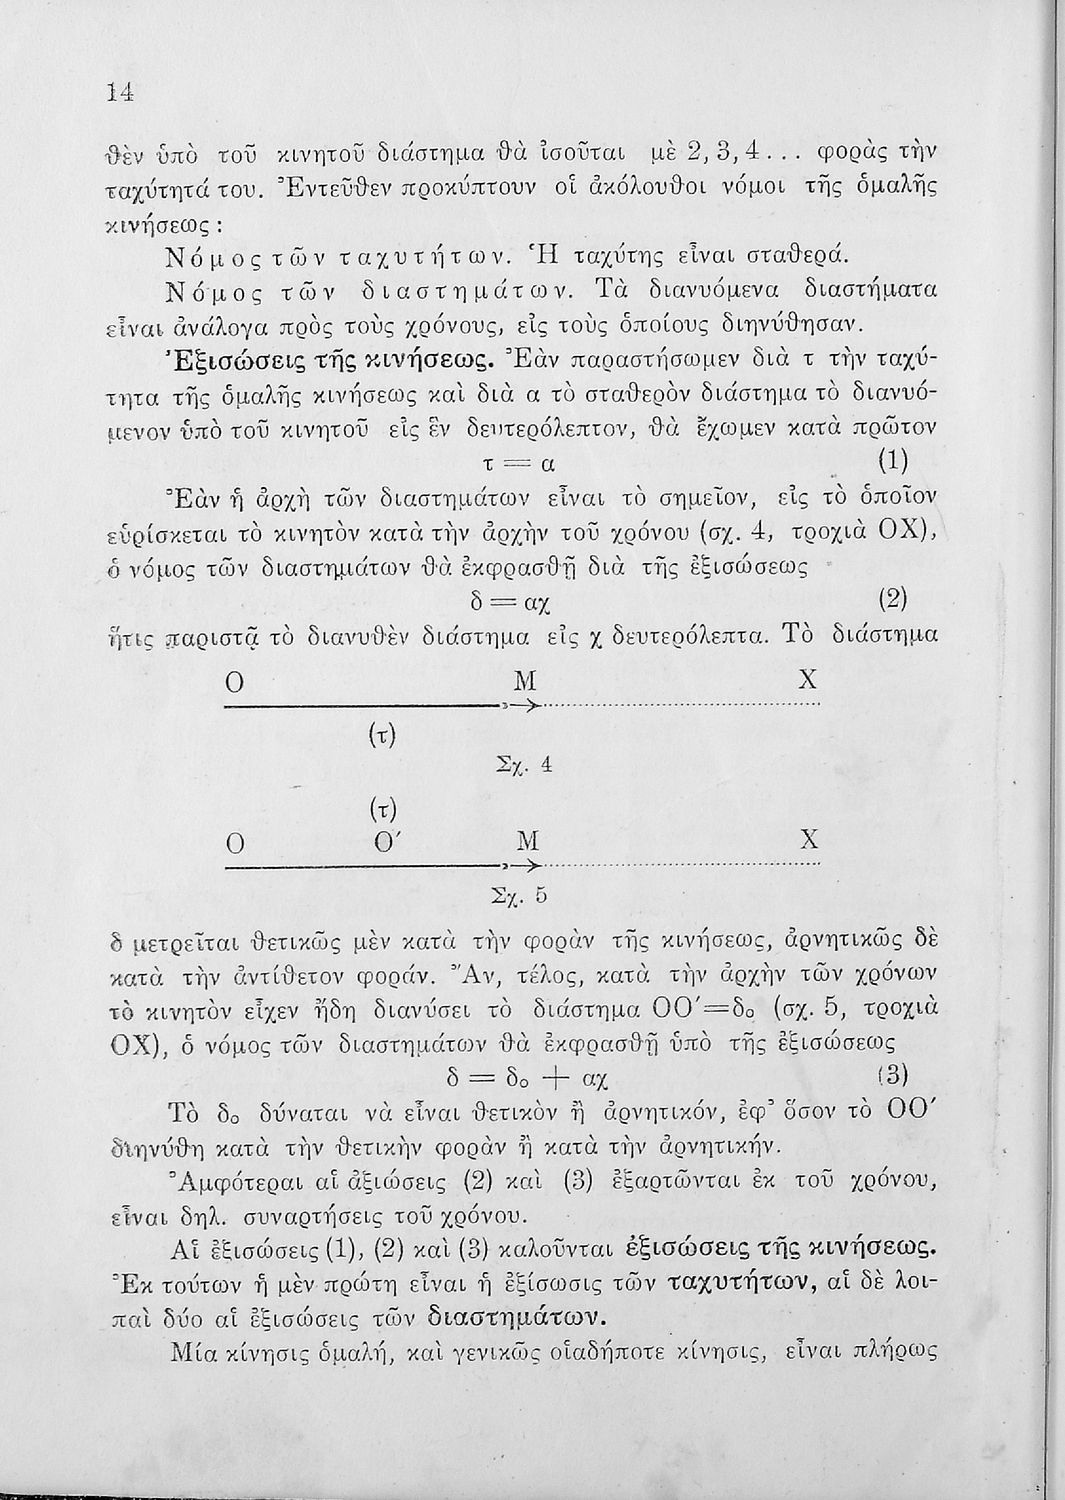 14
θὲν ὑπὸ τοῦ κινητοῦ διάστημα θὰ ἰσοῦται μὲ 2, 3, 4 . . . φορὰς τὴν
ταχύτητά του. Ἐντεῦθεν προκύπτουν οἱ ἀκόλουθοι νόμοι τῆς ὁμαλῆς
κινήσεως :
Νόμος τῶν ταχυτήτων. Ἡ ταχύτης εἶναι σταθερά.
Νόμος τῶν διαστημάτων. Τὰ διανυόμενα διαστήματα
εἶναι ἀνάλογα πρὸς τοὺς χρόνους, εἰς τοὺς ὁποίους διηνύθησαν.
Ἐξισώσεις τῆς κινήσεως. Ἐὰν παραστήσωμεν διὰ τ τὴν ταχύ-
τητα τῆς ὁμαλῆς κινήσεως καὶ διὰ α τὸ σταθερὸν διάστημα τὸ διανυό-
μενον ὑπὸ τοῦ κινητοῦ εἰς ἓν δευτερόλεπτον, θὰ ἔχωμεν κατὰ πρῶτον
τ = α (1)
Ἐὰν ἡ ἀρχὴ τῶν διαστημάτων εἶναι τὸ σημεῖον, εἰς τὸ ὁποῖον
εὑρίσκεται τὸ κινητὸν κατὰ τὴν ἀρχὴν τοῦ χρόνου (σχ. 4, τροχιὰ ΟΧ),
ὁ νόμος τῶν διαστημάτων θὰ ἐκφρασθῇ διὰ τῆς ἐξισώσεως
δ = αχ (2)
ἥτις παριστᾷ τὸ διανυθὲν διάστημα εἰς χ δευτερόλεπτα. Τὸ διάστημα
Ο Μ Χ
(τ)
Σχ. 4
(τ)
Ο Ο′ Μ Χ
Σχ. 5
δ μετρεῖται θετικῶς μὲν κατὰ τὴν φορὰν τῆς κινήσεως, ἀρνητικῶς δὲ
κατὰ τὴν ἀντίθετον φοράν. Ἂν, τέλος, κατὰ τὴν ἀρχὴν τῶν χρόνων
τὸ κινητὸν εἶχεν ἤδη διανύσει τὸ διάστημα ΟΟ′=δ₀ (σχ. 5, τροχιὰ
ΟΧ), ὁ νόμος τῶν διαστημάτων θὰ ἐκφρασθῇ ὑπὸ τῆς ἐξισώσεως
δ = δ₀ + αχ (3)
Τὸ δ₀ δύναται νὰ εἶναι θετικὸν ἢ ἀρνητικόν, ἐφ᾽ ὅσον τὸ ΟΟ′
διηνύθη κατὰ τὴν θετικὴν φορὰν ἢ κατὰ τὴν ἀρνητικήν.
Ἀμφότεραι αἱ ἀξιώσεις (2) καὶ (3) ἐξαρτῶνται ἐκ τοῦ χρόνου,
εἶναι δηλ. συναρτήσεις τοῦ χρόνου.
Αἱ ἐξισώσεις (1), (2) καὶ (3) καλοῦνται ἐξισώσεις τῆς κινήσεως.
Ἐκ τούτων ἡ μὲν πρώτη εἶναι ἡ ἐξίσωσις τῶν ταχυτήτων, αἱ δὲ λοι-
παὶ δύο αἱ ἐξισώσεις τῶν διαστημάτων.
Μία κίνησις ὁμαλή, καὶ γενικῶς οἱαδήποτε κίνησις, εἶναι πλήρως